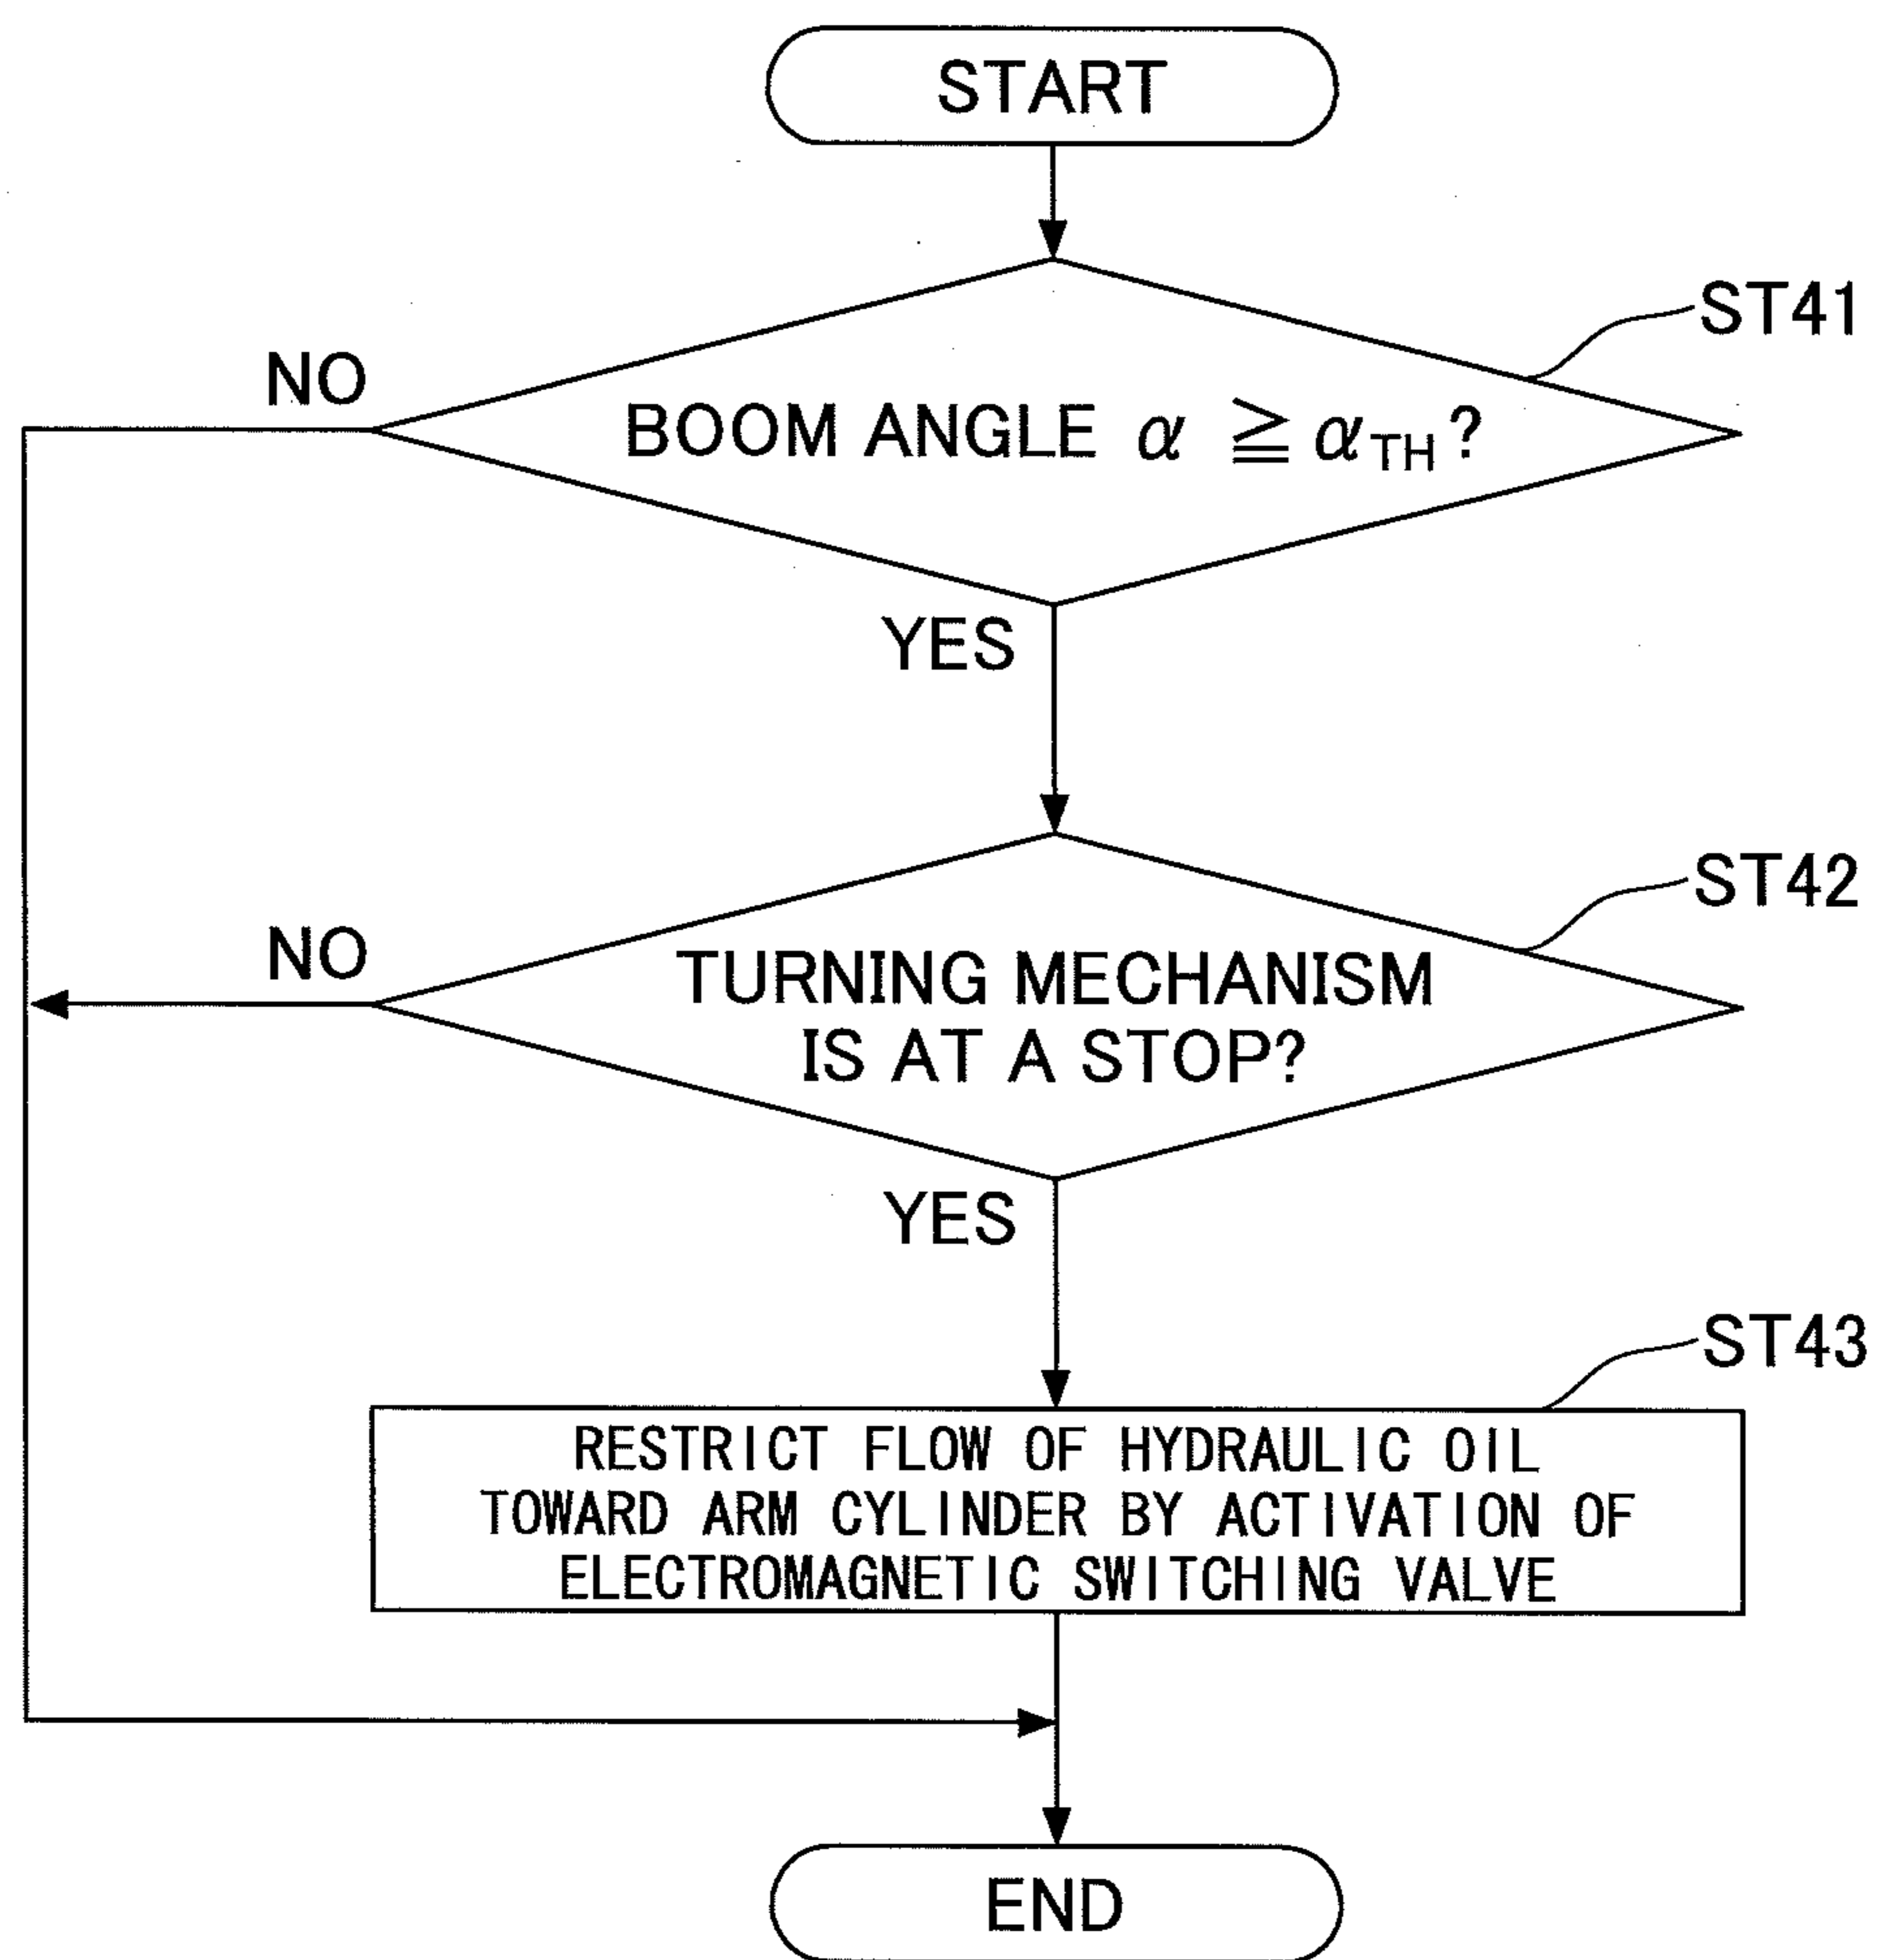 START
ST41
NO
BOOM ANGLE α ≧ αTH?
YES
ST42
NO
TURNING MECHANISM
IS AT A STOP?
YES
ST43
RESTRICT FLOW OF HYDRAULIC OIL
TOWARD ARM CYLINDER BY ACTIVATION OF
ELECTROMAGNETIC SWITCHING VALVE
END